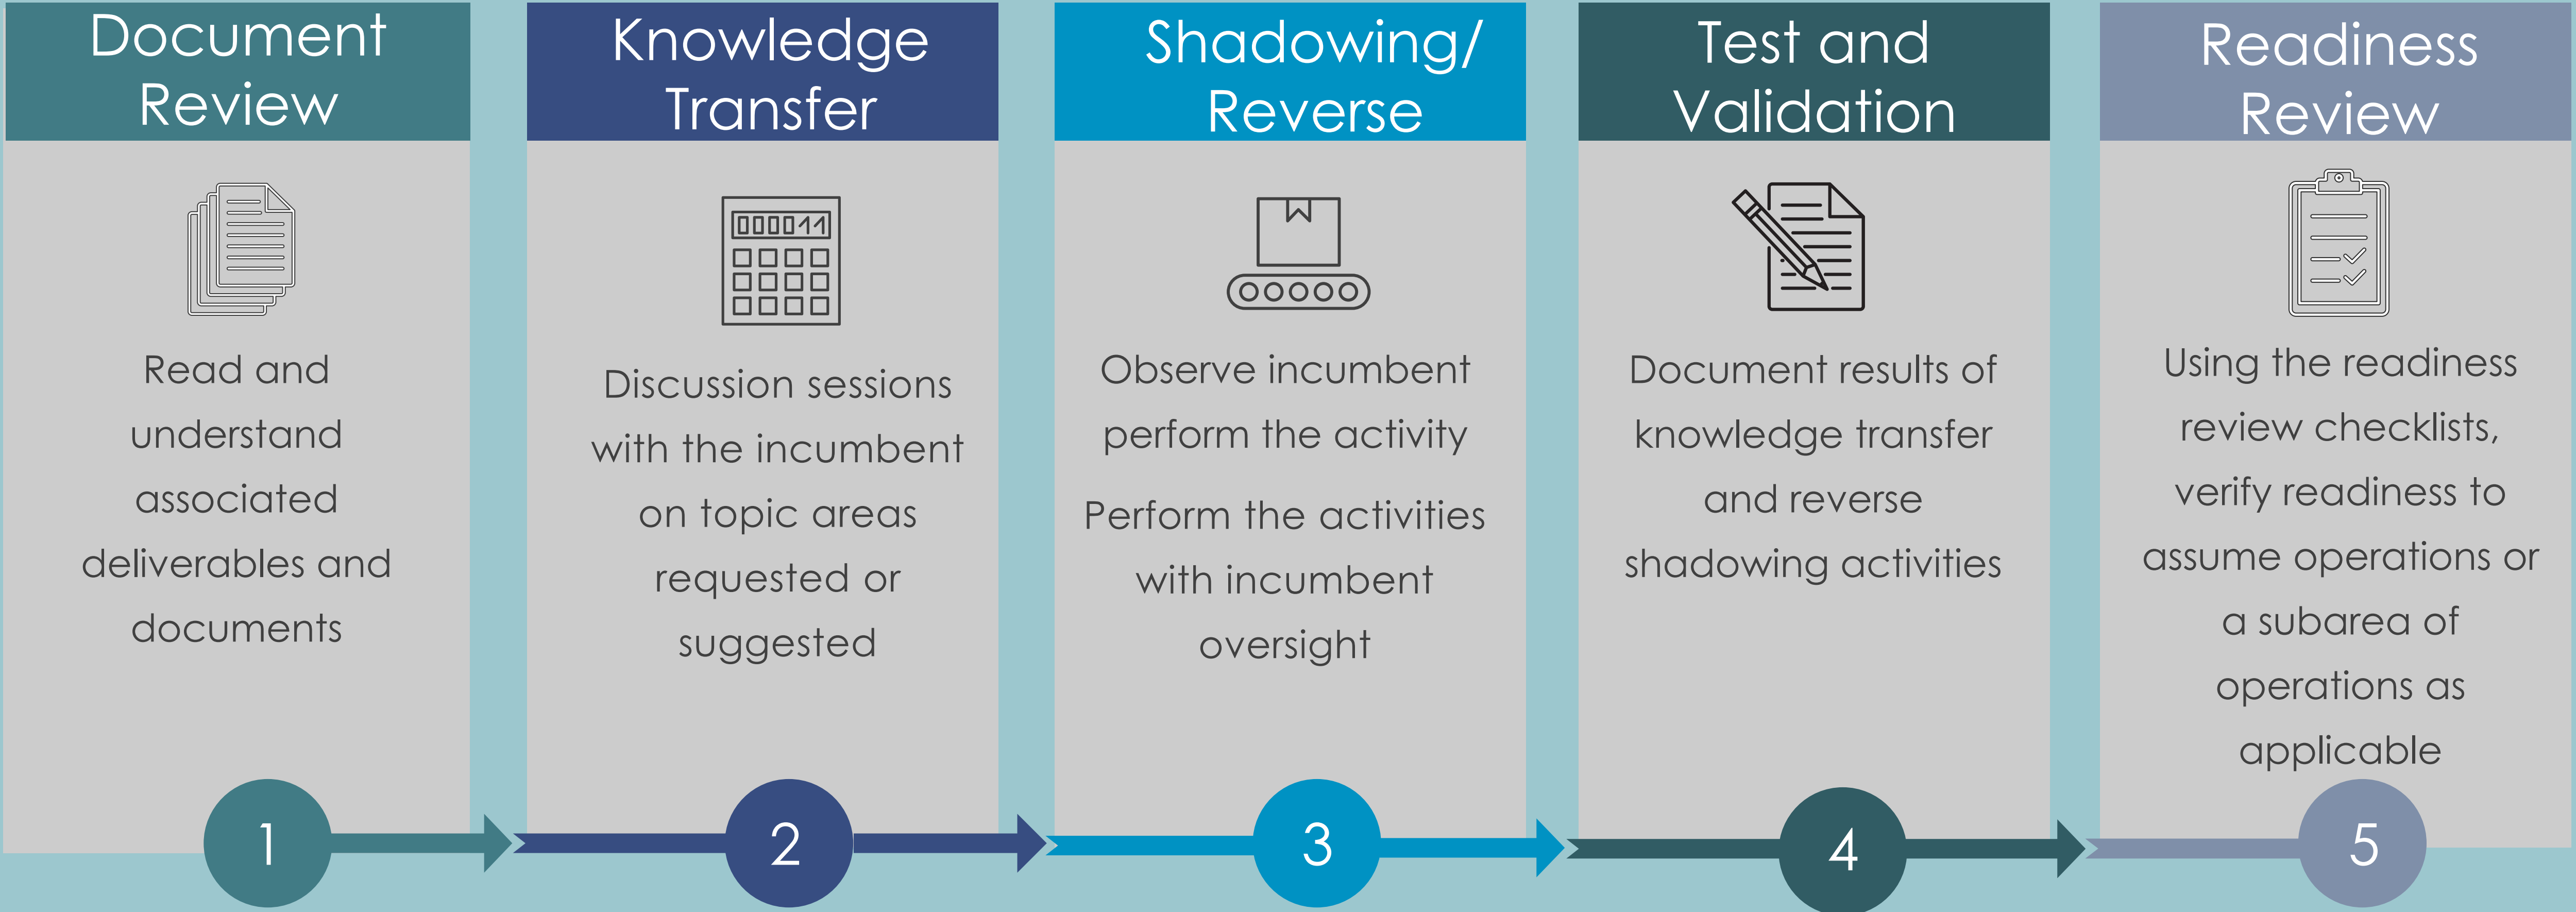 Document
Review
Read and
understand
associated
deliverables and
documents
1
Knowledge
Transfer
000011
Discussion sessions
with the incumbent
on topic areas
requested or
suggested
2
Shadowing/
Reverse
Observe incumbent
perform the activity
Perform the activities
with incumbent
oversight
3
Test and
Validation
Document results of
knowledge transfer
and reverse
shadowing activities
4
Readiness
Review
Using the readiness
review checklists,
verify readiness to
assume operations or
a subarea of
operations as
applicable
5